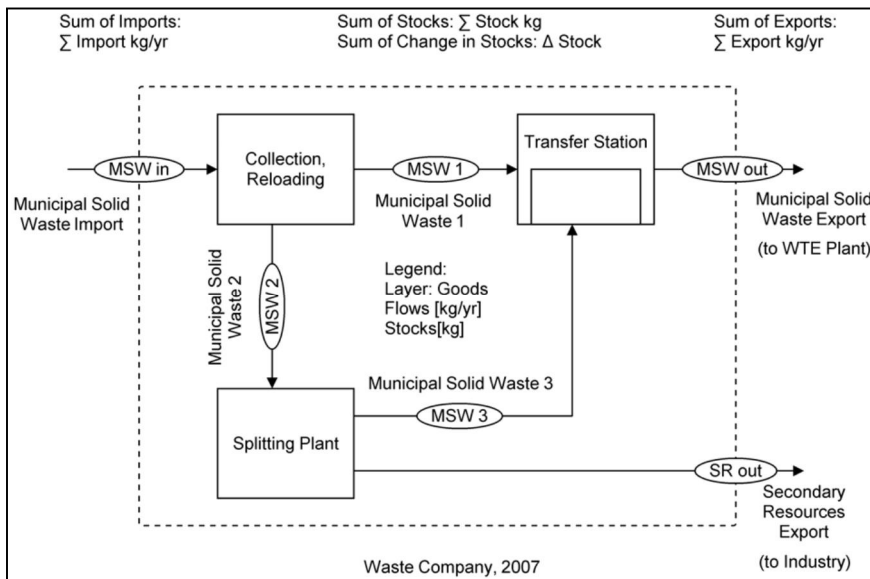 Sum of Imports:
∑ Import kg/yr
Sum of Stocks: ∑ Stock kg
Sum of Change in Stocks: Δ Stock
Sum of Exports:
∑ Export kg/yr
MSW in
Municipal Solid
Waste Import
Collection,
Reloading
MSW 1
Municipal Solid
Waste 1
Transfer Station
MSW out
Municipal Solid
Waste Export
(to WTE Plant)
Municipal Solid
Waste 2
MSW 2
Legend:
Layer: Goods
Flows [kg/yr]
Stocks[kg]
Municipal Solid Waste 3
MSW 3
Splitting Plant
SR out
Secondary
Resources
Export
(to Industry)
Waste Company, 2007